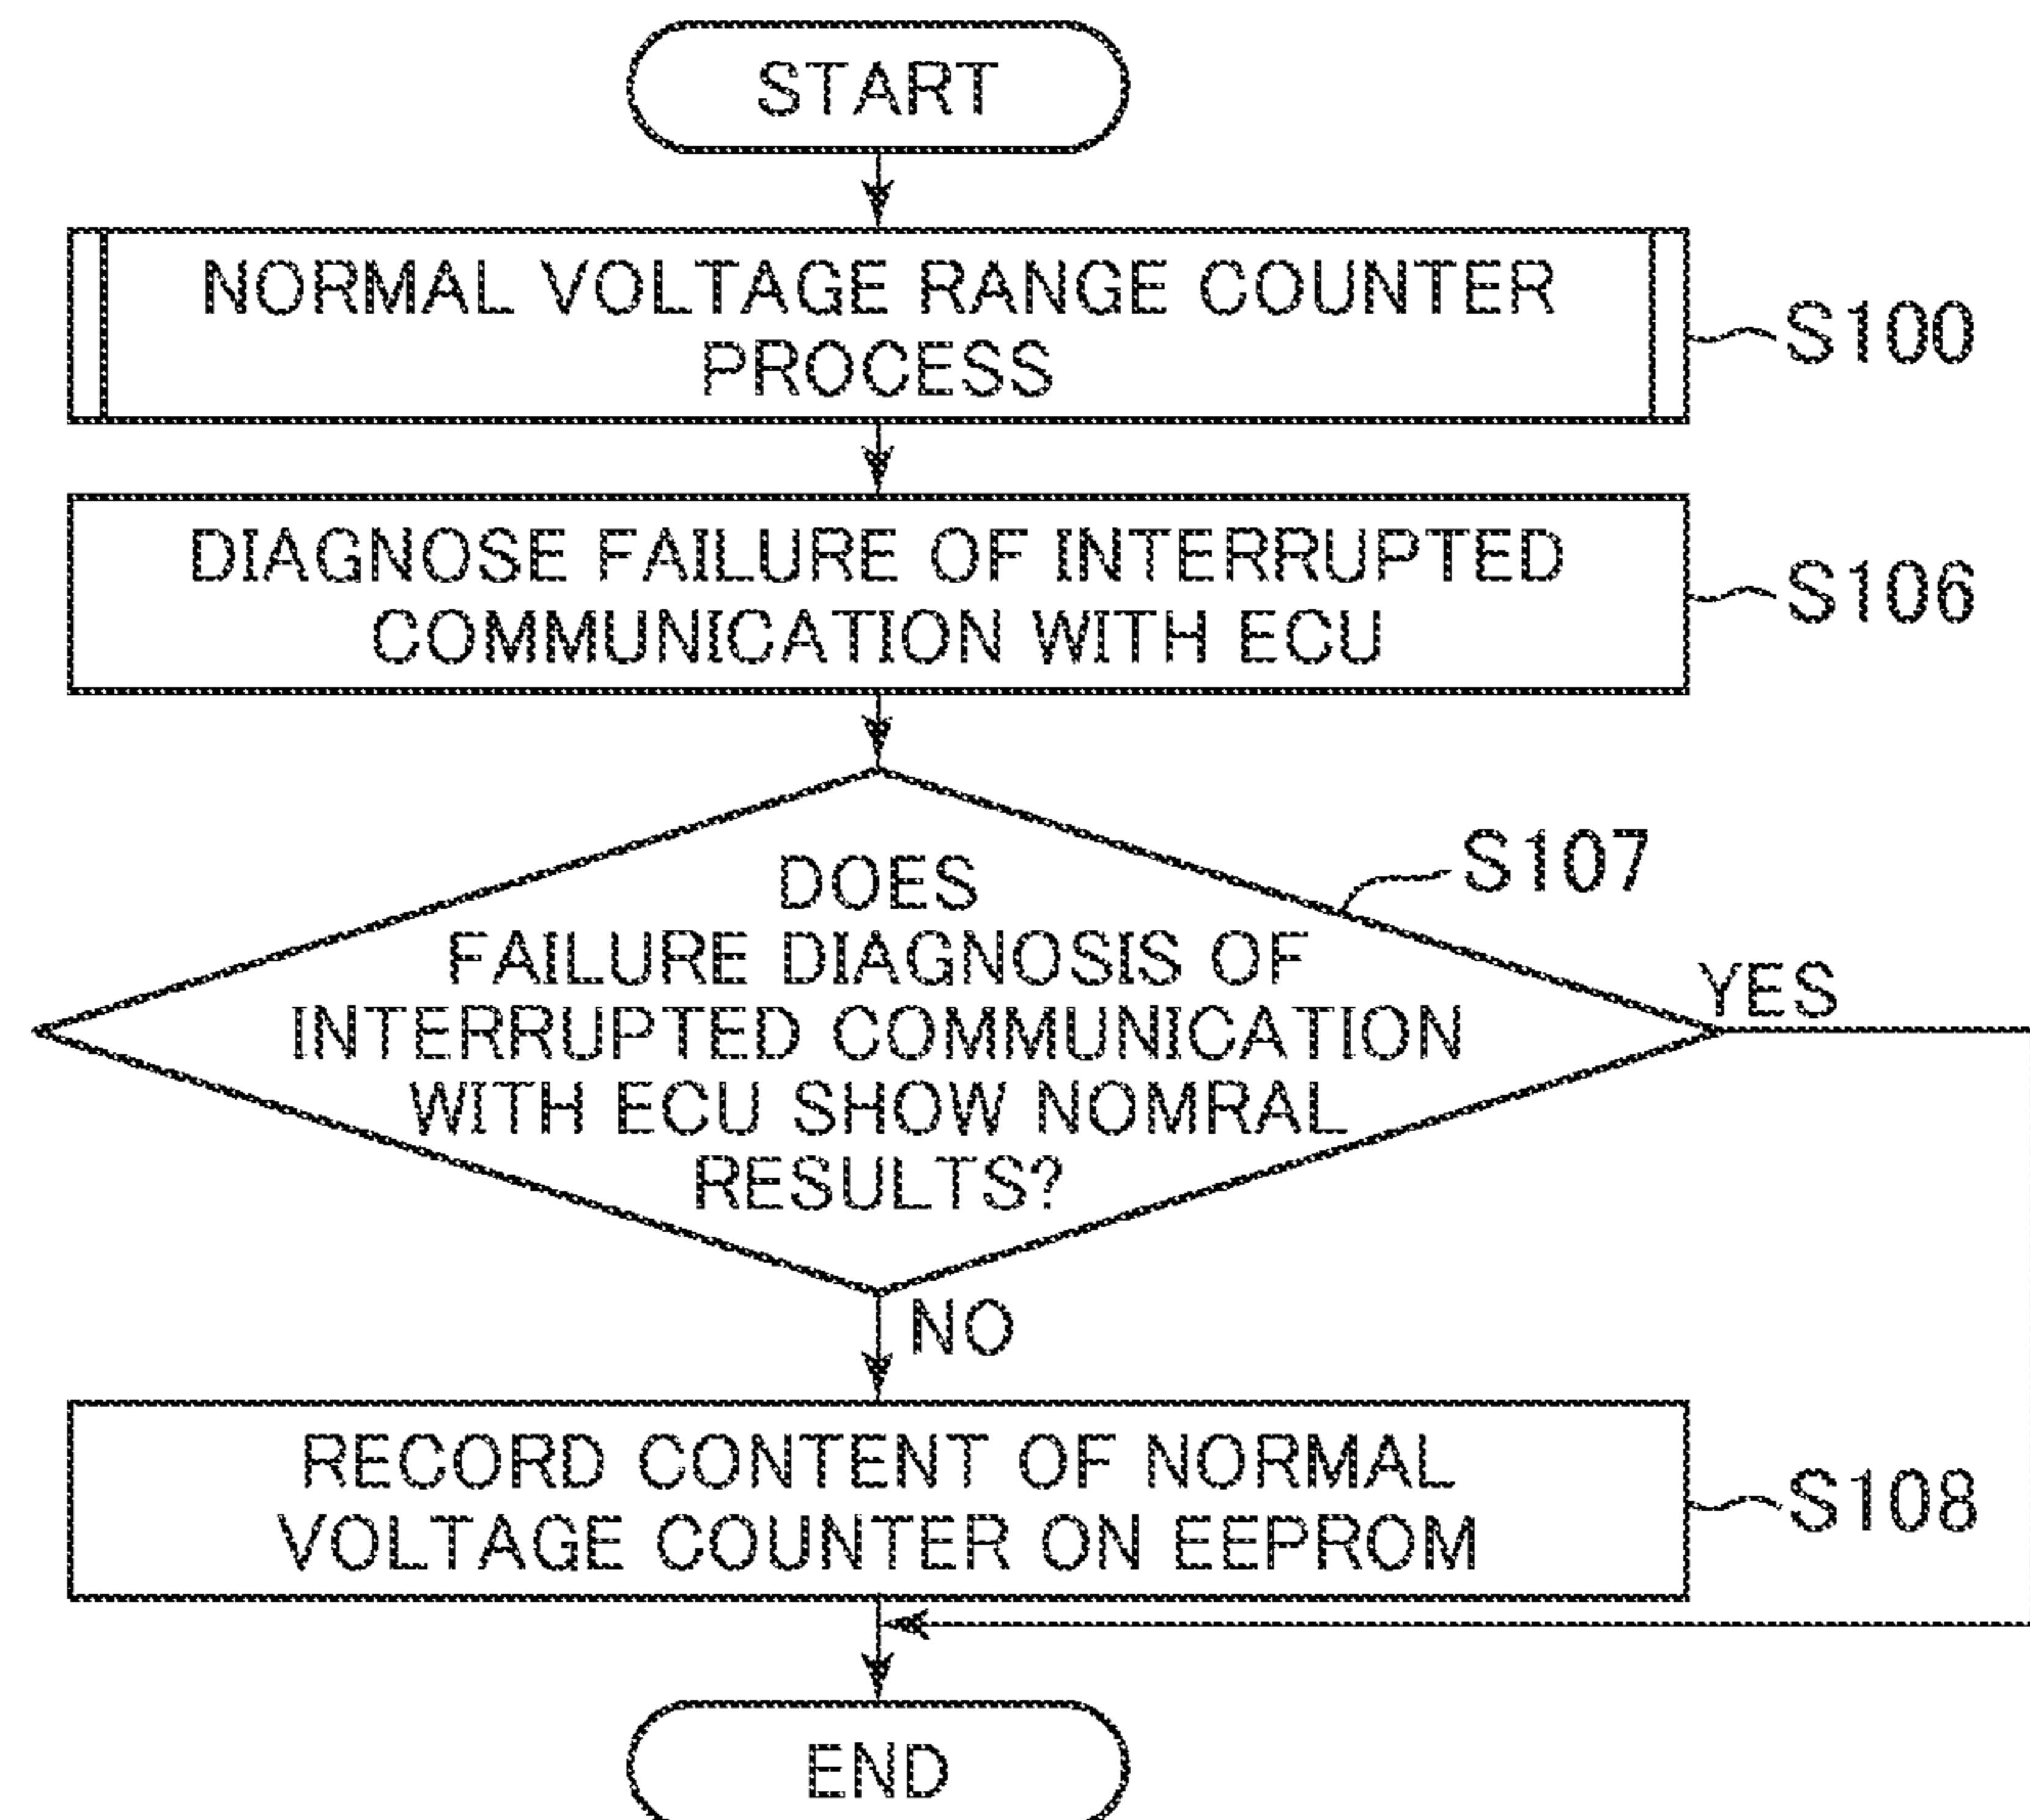 START
NORMAL VOLTAGE RANGE COUNTER
PROCESS
S100
DIAGNOSE FAILURE OF INTERRUPTED
COMMUNICATION WITH ECU
S106
DOES
FAILURE DIAGNOSIS OF
INTERRUPTED COMMUNICATION
WITH ECU SHOW NOMRAL
RESULTS?
S107
YES
NO
RECORD CONTENT OF NORMAL
VOLTAGE COUNTER ON EEPROM
S108
END